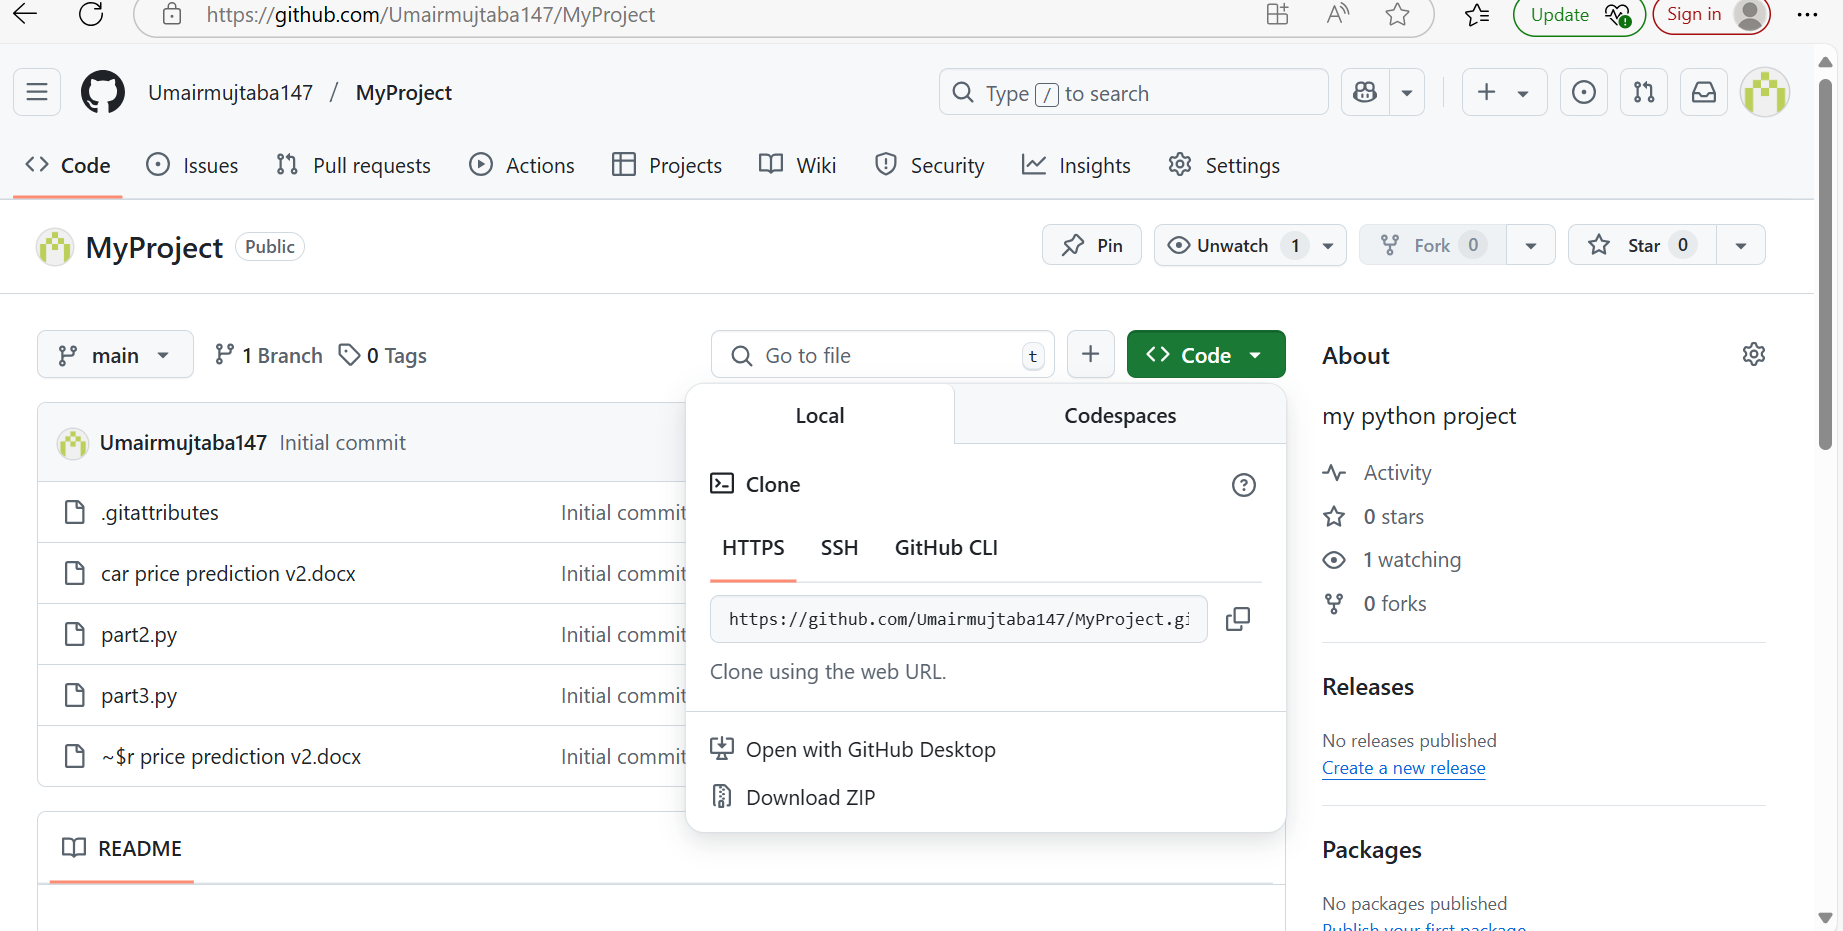 https://github.com/Umairmujtaba147/MyProject
Update
Sign in
Umairmujtaba147 / MyProject
Type / to search
Code
Issues
Pull requests
Actions
Projects
Wiki
Security
Insights
Settings
MyProject Public
Pin
Unwatch 1
Fork 0
Star 0
main
1 Branch
0 Tags
Go to file t
Code
Local
Codespaces
Clone
HTTPS
SSH
GitHub CLI
https://github.com/Umairmujtaba147/MyProject.gi
Clone using the web URL.
Open with GitHub Desktop
Download ZIP
Umairmujtaba147 Initial commit
.gitattributes Initial commit
car price prediction v2.docx Initial commit
part2.py Initial commit
part3.py Initial commit
~$r price prediction v2.docx Initial commit
README
About
my python project
Activity
0 stars
1 watching
0 forks
Releases
No releases published
Create a new release
Packages
No packages published
Publish your first package